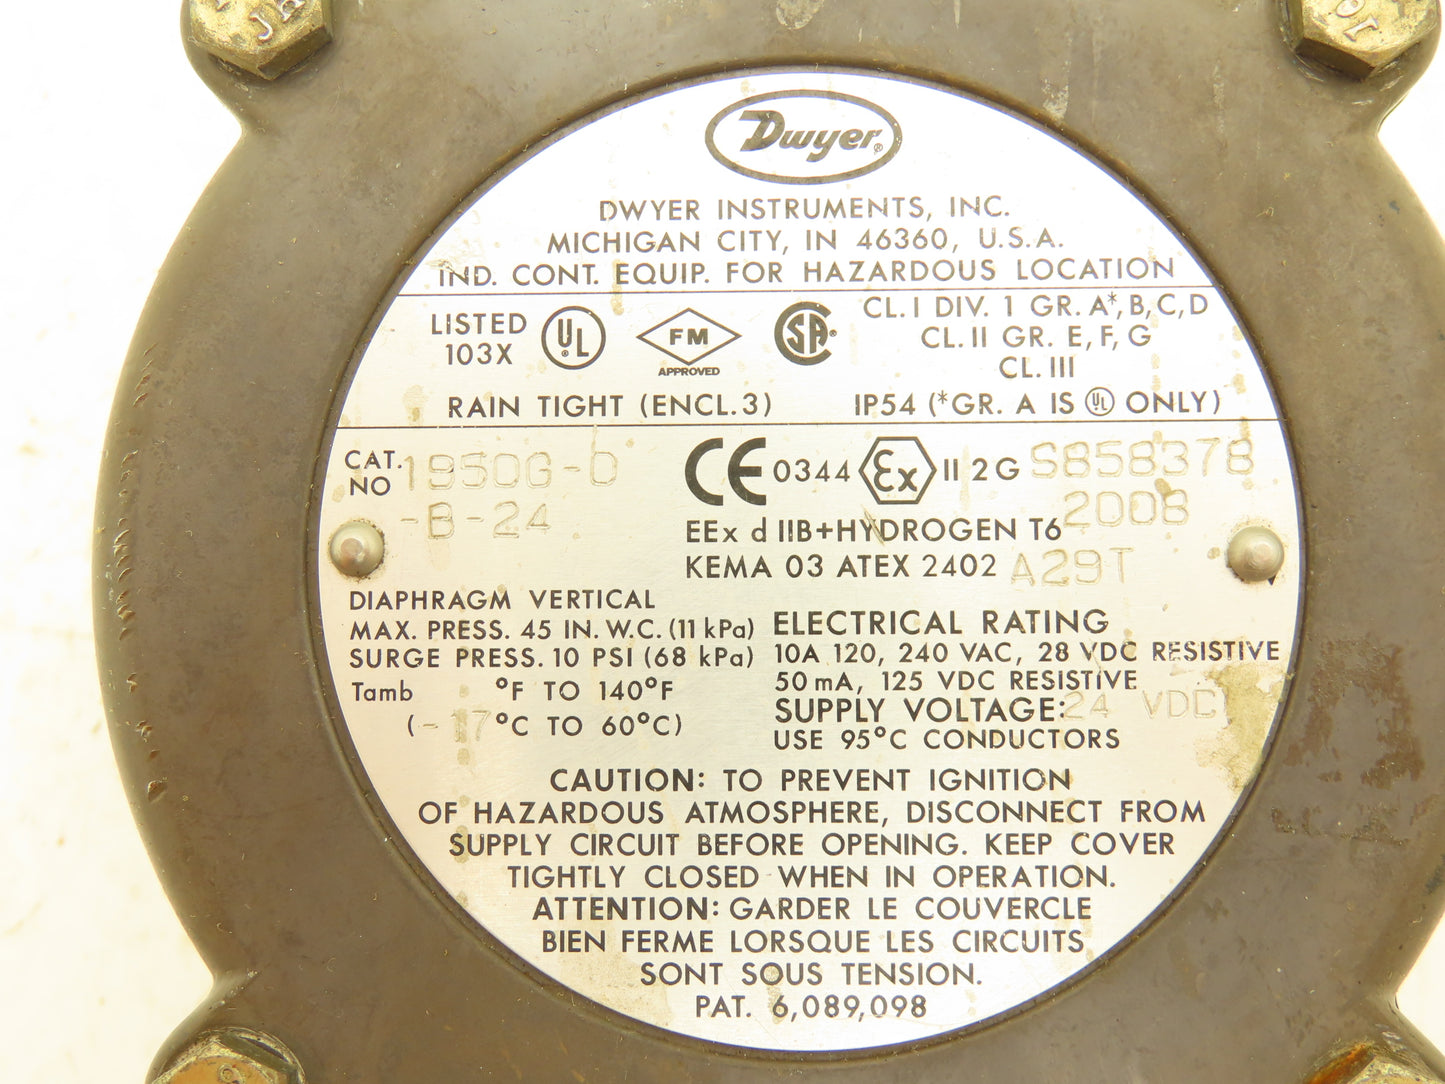 Dwyer®
DWYER INSTRUMENTS, INC.
MICHIGAN CITY, IN 46360, U.S.A.
IND. CONT. EQUIP. FOR HAZARDOUS LOCATION
LISTED
103X
UL
FM
APPROVED
SA®
CL. I DIV. 1 GR. A*, B, C, D
CL. II GR. E, F, G
CL. III
RAIN TIGHT (ENCL. 3)
IP54 (*GR. A IS UL ONLY)
CAT. 1950G-0
NO -B-24
CE 0344 Ex II 2 G S858378
2008
EEx d IIB+HYDROGEN T6
KEMA 03 ATEX 2402 A29T
DIAPHRAGM VERTICAL
MAX. PRESS. 45 IN. W.C. (11 kPa)
SURGE PRESS. 10 PSI (68 kPa)
Tamb °F TO 140°F
(-17°C TO 60°C)
ELECTRICAL RATING
10A 120, 240 VAC, 28 VDC RESISTIVE
50 mA, 125 VDC RESISTIVE
SUPPLY VOLTAGE: 24 VDC
USE 95°C CONDUCTORS
CAUTION: TO PREVENT IGNITION
OF HAZARDOUS ATMOSPHERE, DISCONNECT FROM
SUPPLY CIRCUIT BEFORE OPENING. KEEP COVER
TIGHTLY CLOSED WHEN IN OPERATION.
ATTENTION: GARDER LE COUVERCLE
BIEN FERME LORSQUE LES CIRCUITS
SONT SOUS TENSION.
PAT. 6,089,098